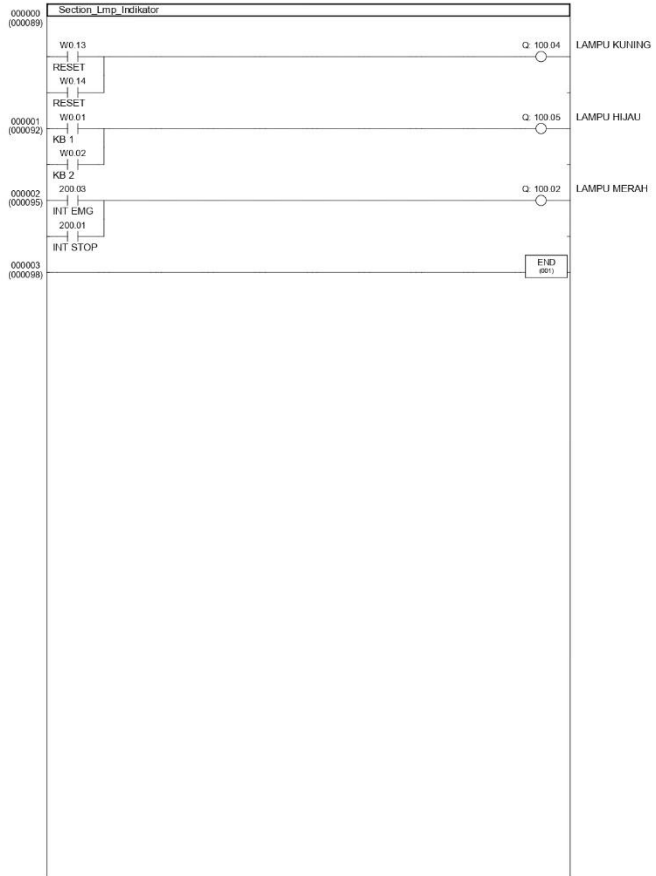 000000 Section_Lmp_Indikator
(000089)
W0.13 Q: 100.04 LAMPU KUNING
RESET
W0.14
RESET
000001 W0.01 Q: 100.05 LAMPU HIJAU
(000092)
KB 1
W0.02
KB 2
000002 200.03 Q: 100.02 LAMPU MERAH
(000095)
INT EMG
200.01
INT STOP
000003 END
(000098) (001)